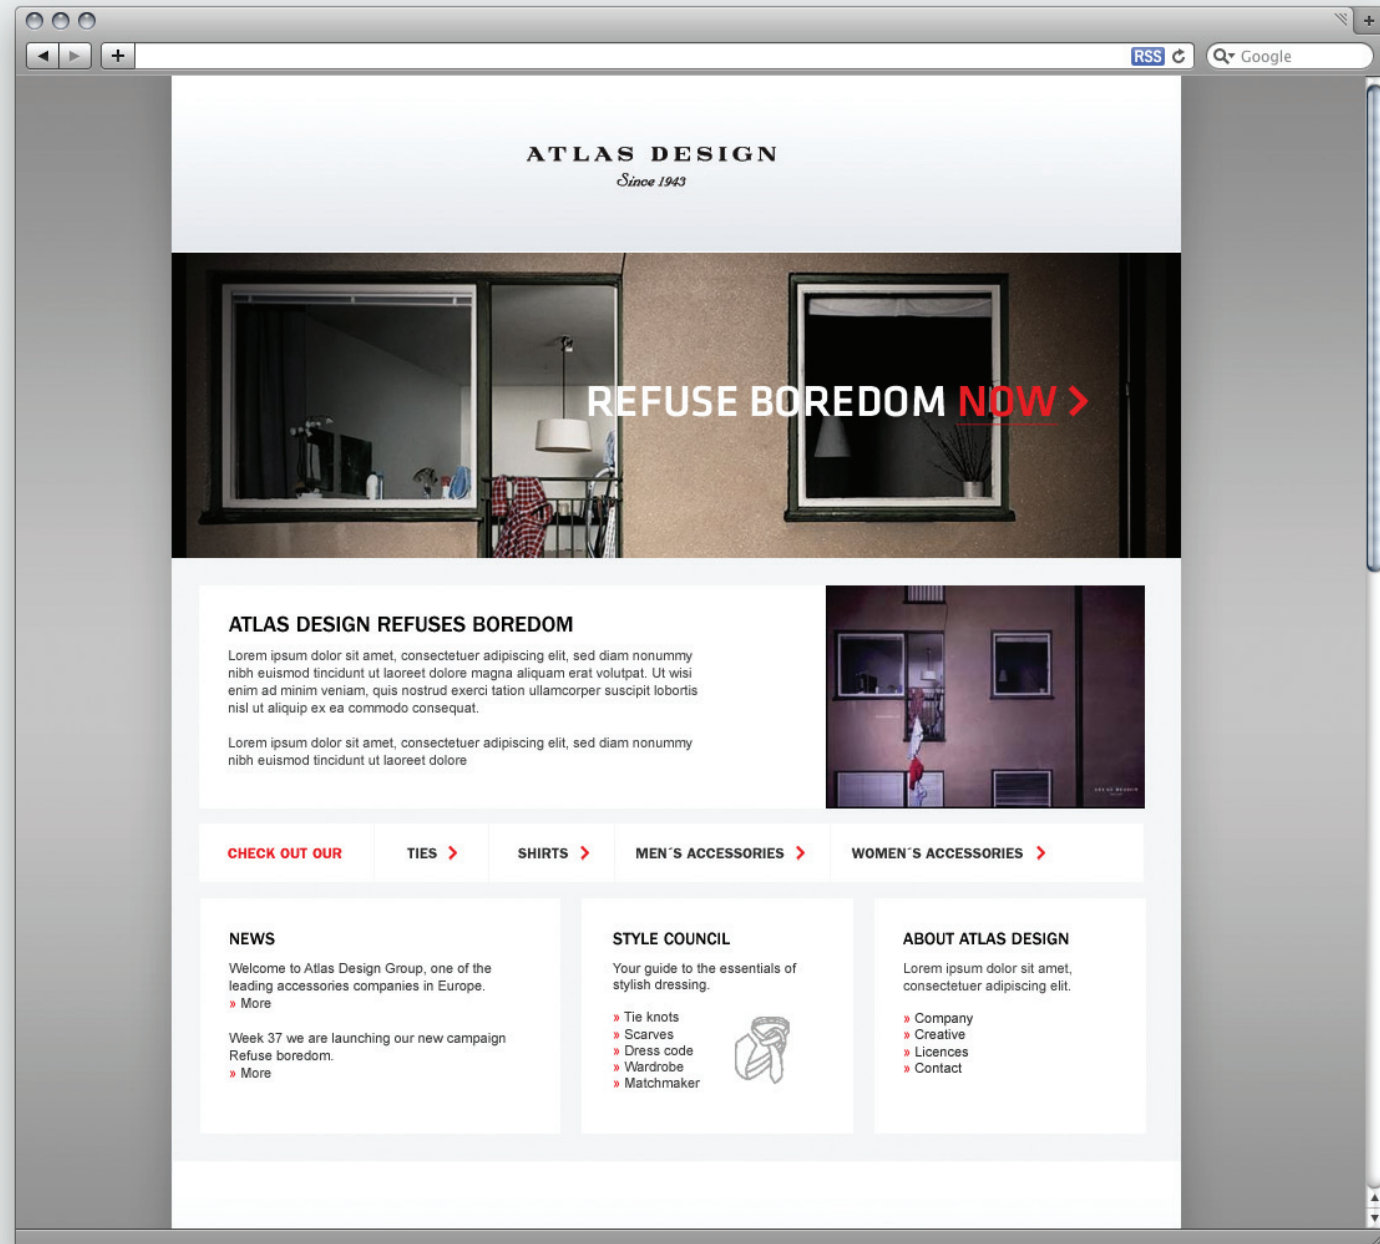 RSS
Google
ATLAS DESIGN
Since 1943
REFUSE BOREDOM NOW
ATLAS DESIGN REFUSES BOREDOM
Lorem ipsum dolor sit amet, consectetuer adipiscing elit, sed diam nonummy
nibh euismod tincidunt ut laoreet dolore magna aliquam erat volutpat. Ut wisi
enim ad minim veniam, quis nostrud exerci tation ullamcorper suscipit lobortis
nisl ut aliquip ex ea commodo consequat.
Lorem ipsum dolor sit amet, consectetuer adipiscing elit, sed diam nonummy
nibh euismod tincidunt ut laoreet dolore
ATLAS DESIGN
CHECK OUT OUR
TIES
SHIRTS
MEN´S ACCESSORIES
WOMEN´S ACCESSORIES
NEWS
Welcome to Atlas Design Group, one of the
leading accessories companies in Europe.
» More
Week 37 we are launching our new campaign
Refuse boredom.
» More
STYLE COUNCIL
Your guide to the essentials of
stylish dressing.
» Tie knots
» Scarves
» Dress code
» Wardrobe
» Matchmaker
ABOUT ATLAS DESIGN
Lorem ipsum dolor sit amet,
consectetuer adipiscing elit.
» Company
» Creative
» Licences
» Contact